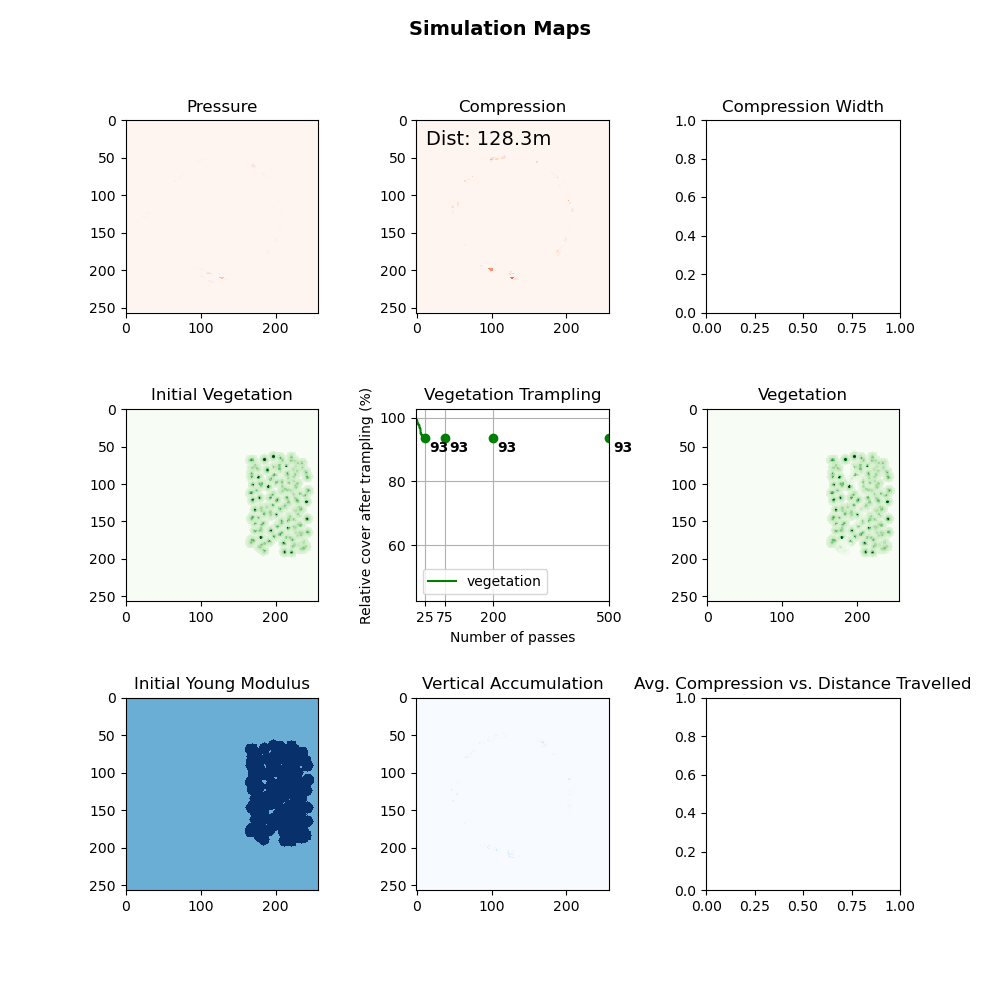 Simulation Maps
Pressure
0
50
100
150
200
250
0 100 200
Compression
Dist: 128.3m
0
50
100
150
200
250
0 100 200
Compression Width
1.0
0.8
0.6
0.4
0.2
0.0
0.00 0.25 0.50 0.75 1.00
Initial Vegetation
0
50
100
150
200
250
0 100 200
Vegetation Trampling
Relative cover after trampling (%)
100
80
60
93 93 93 93
vegetation
25 75 200 500
Number of passes
Vegetation
0
50
100
150
200
250
0 100 200
Initial Young Modulus
0
50
100
150
200
250
0 100 200
Vertical Accumulation
0
50
100
150
200
250
0 100 200
Avg. Compression vs. Distance Travelled
1.0
0.8
0.6
0.4
0.2
0.0
0.00 0.25 0.50 0.75 1.00